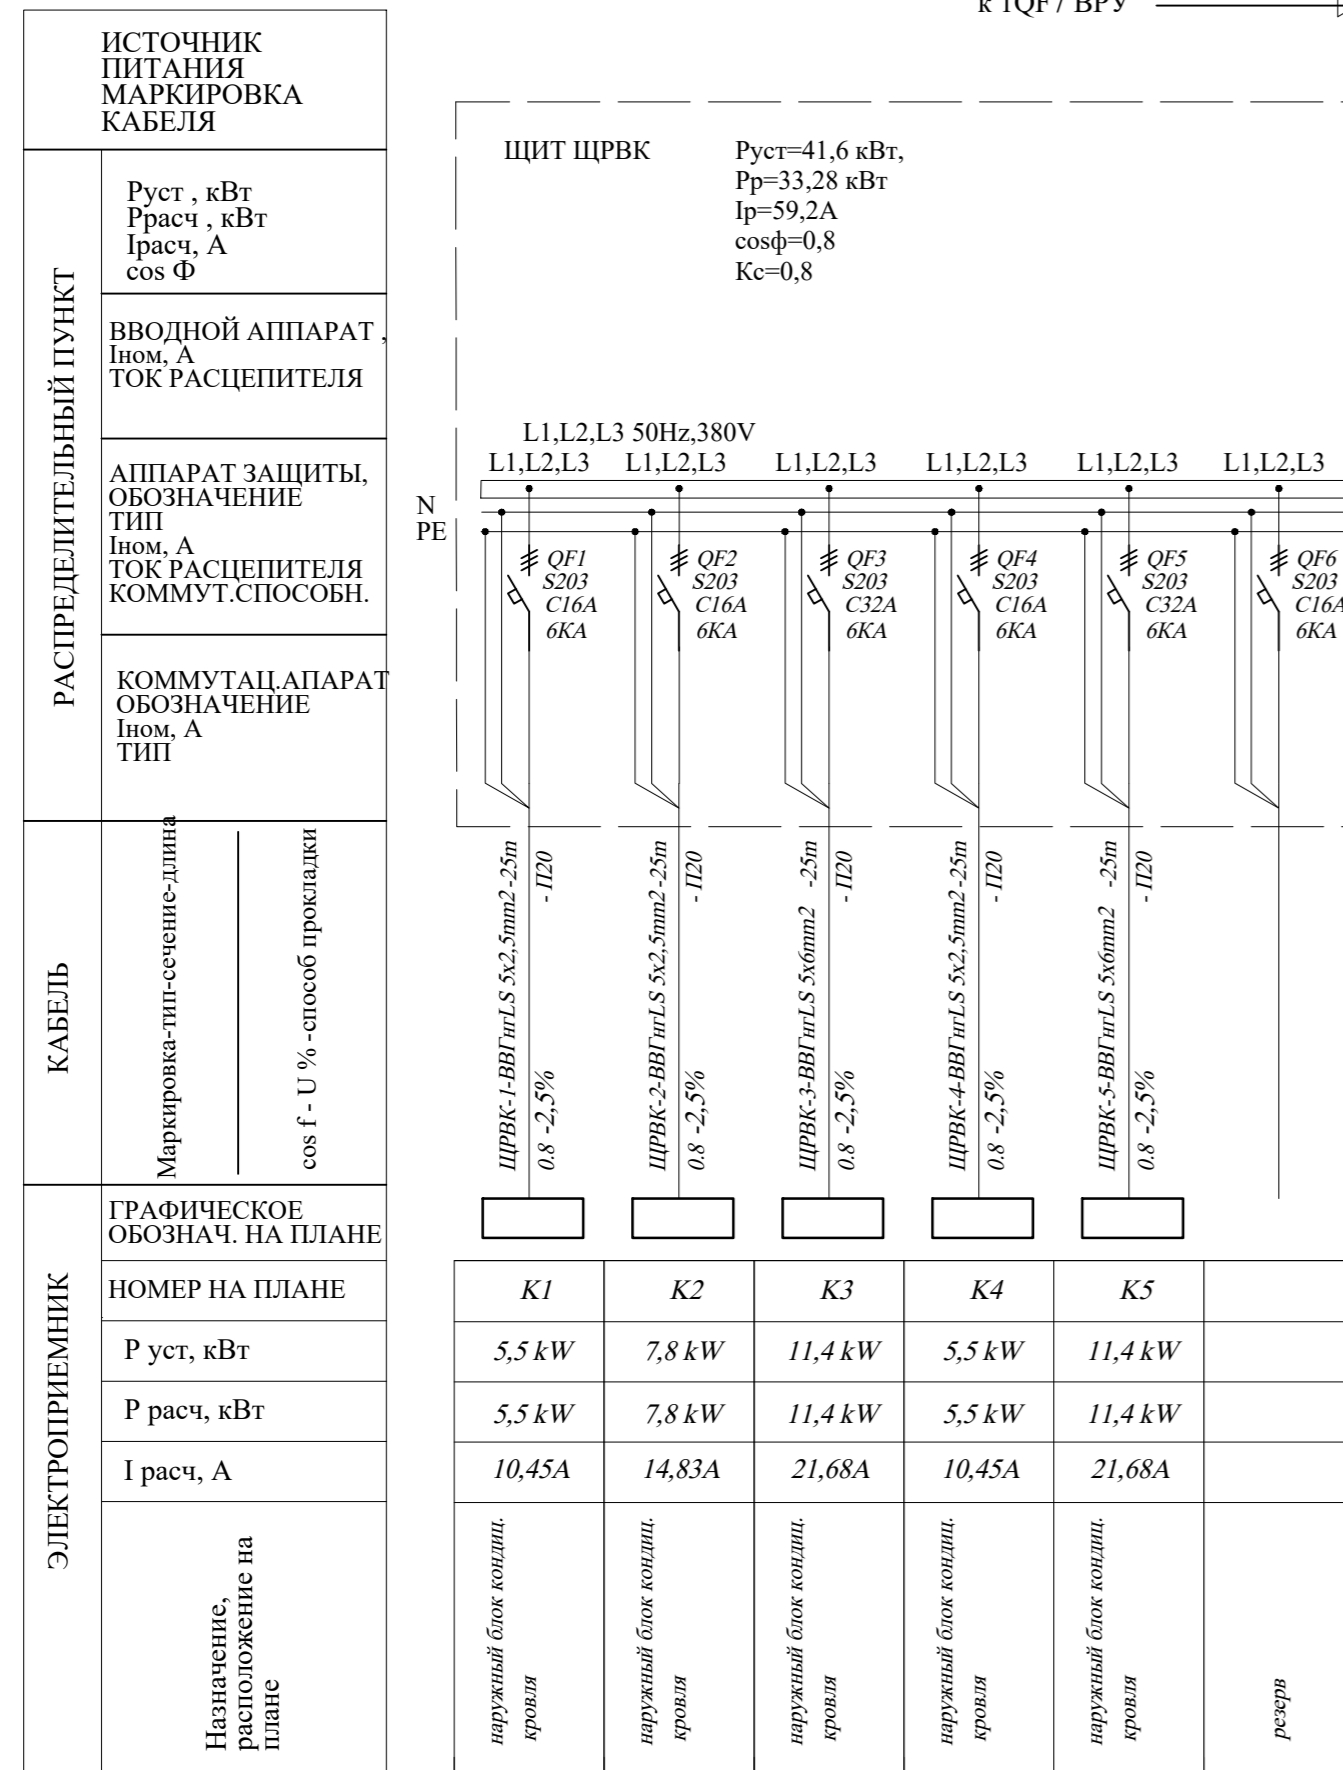 к 1QF7 ВРУ
ИСТОЧНИК
ПИТАНИЯ
МАРКИРОВКА
КАБЕЛЯ
РАСПРЕДЕЛИТЕЛЬНЫЙ ПУНКТ
Руст , кВт
Ррасч , кВт
Iрасч, А
cos Ф
ВВОДНОЙ АППАРАТ ,
Iном, А
ТОК РАСЦЕПИТЕЛЯ
АППАРАТ ЗАЩИТЫ,
ОБОЗНАЧЕНИЕ
ТИП
Iном, А
ТОК РАСЦЕПИТЕЛЯ
КОММУТ.СПОСОБН.
КОММУТАЦ.АПАРАТ
ОБОЗНАЧЕНИЕ
Iном, А
ТИП
ЩИТ ЩРВК
Руст=41,6 кВт,
Рр=33,28 кВт
Iр=59,2А
cosф=0,8
Кс=0,8
L1,L2,L3 50Hz,380V
L1,L2,L3 L1,L2,L3 L1,L2,L3 L1,L2,L3 L1,L2,L3 L1,L2,L3
N
PE
QF1
S203
C16A
6КА
QF2
S203
C16A
6КА
QF3
S203
C32A
6КА
QF4
S203
C16A
6КА
QF5
S203
C32A
6КА
QF6
S203
C16A
6КА
КАБЕЛЬ
Маркировка-тип-сечение-длина
cos f - U % -способ прокладки
ЩРВК-1-ВВГнгLS 5x2,5mm2 -25m
0.8 -2,5% - П20
ЩРВК-2-ВВГнгLS 5x2,5mm2 -25m
0.8 -2,5% - П20
ЩРВК-3-ВВГнгLS 5x6mm2 -25m
0.8 -2,5% - П20
ЩРВК-4-ВВГнгLS 5x2,5mm2 -25m
0.8 -2,5% - П20
ЩРВК-5-ВВГнгLS 5x6mm2 -25m
0.8 -2,5% - П20
ЭЛЕКТРОПРИЕМНИК
ГРАФИЧЕСКОЕ
ОБОЗНАЧ. НА ПЛАНЕ
НОМЕР НА ПЛАНЕ K1 K2 K3 K4 K5
Р уст, кВт 5,5 kW 7,8 kW 11,4 kW 5,5 kW 11,4 kW
Р расч, кВт 5,5 kW 7,8 kW 11,4 kW 5,5 kW 11,4 kW
I расч, А 10,45A 14,83A 21,68A 10,45A 21,68A
Назначение,
расположение на
плане
наружный блок кондиц.
кровля
наружный блок кондиц.
кровля
наружный блок кондиц.
кровля
наружный блок кондиц.
кровля
наружный блок кондиц.
кровля
резерв